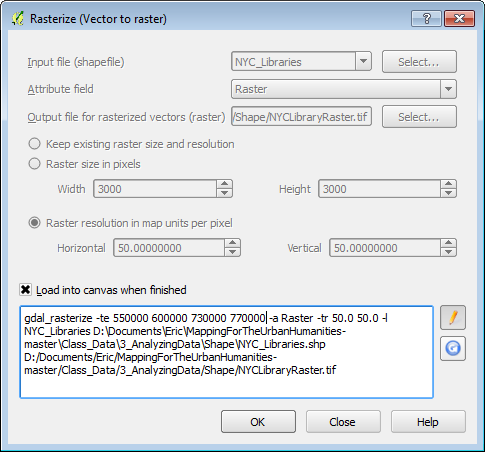 Rasterize (Vector to raster)
Input file (shapefile) NYC_Libraries Select...
Attribute field Raster
Output file for rasterized vectors (raster) /Shape/NYCLibraryRaster.tif Select...
Keep existing raster size and resolution
Raster size in pixels
Width 3000 Height 3000
Raster resolution in map units per pixel
Horizontal 50.00000000 Vertical 50.00000000
Load into canvas when finished
gdal_rasterize -te 550000 600000 730000 770000 -a Raster -tr 50.0 50.0 -l
NYC_Libraries D:\Documents\Eric\MappingForTheUrbanHumanities-
master\Class_Data\3_AnalyzingData\Shape\NYC_Libraries.shp
D:/Documents/Eric/MappingForTheUrbanHumanities-
master/Class_Data/3_AnalyzingData/Shape/NYCLibraryRaster.tif
OK Close Help